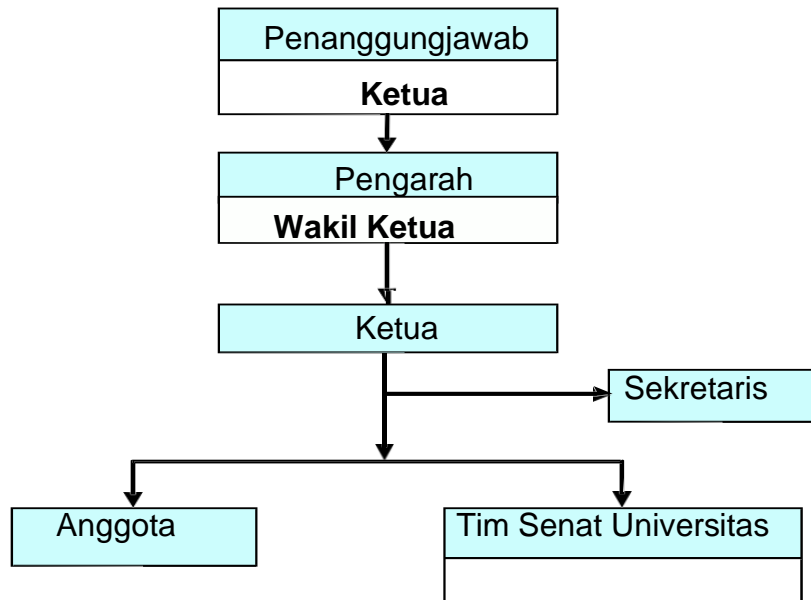 Penanggungjawab
Ketua
Pengarah
Wakil Ketua
Ketua
Sekretaris
Anggota
Tim Senat Universitas